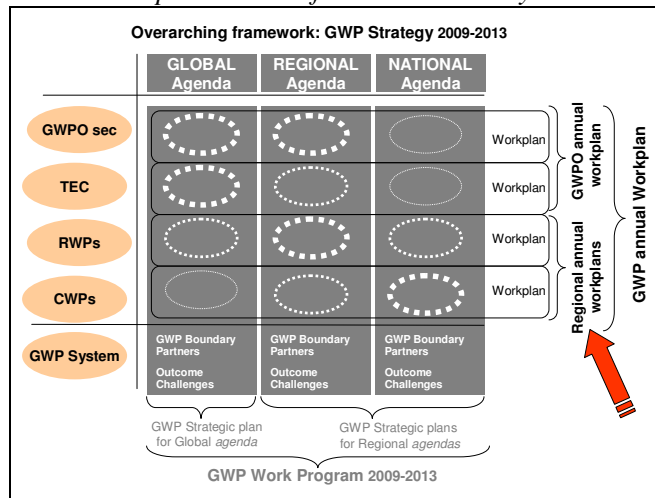 Overarching framework: GWP Strategy 2009-2013
GLOBAL
Agenda
REGIONAL
Agenda
NATIONAL
Agenda
GWPO sec
Workplan
TEC
Workplan
RWPs
Workplan
CWPs
Workplan
GWPO annual
workplan
Regional annual
workplans
GWP annual Workplan
GWP System
GWP Boundary
Partners
Outcome
Challenges
GWP Boundary
Partners
Outcome
Challenges
GWP Boundary
Partners
Outcome
Challenges
GWP Strategic plan
for Global agenda
GWP Strategic plans
for Regional agendas
GWP Work Program 2009-2013